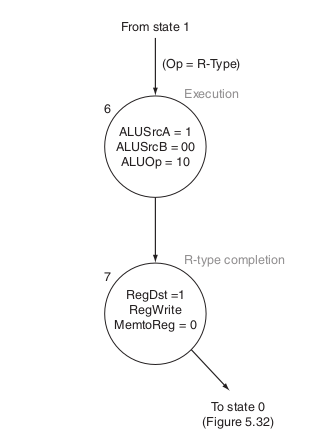 From state 1
(Op = R-Type)
Execution
6
ALUSrcA = 1
ALUSrcB = 00
ALUOp = 10
R-type completion
7
RegDst =1
RegWrite
MemtoReg = 0
To state 0
(Figure 5.32)